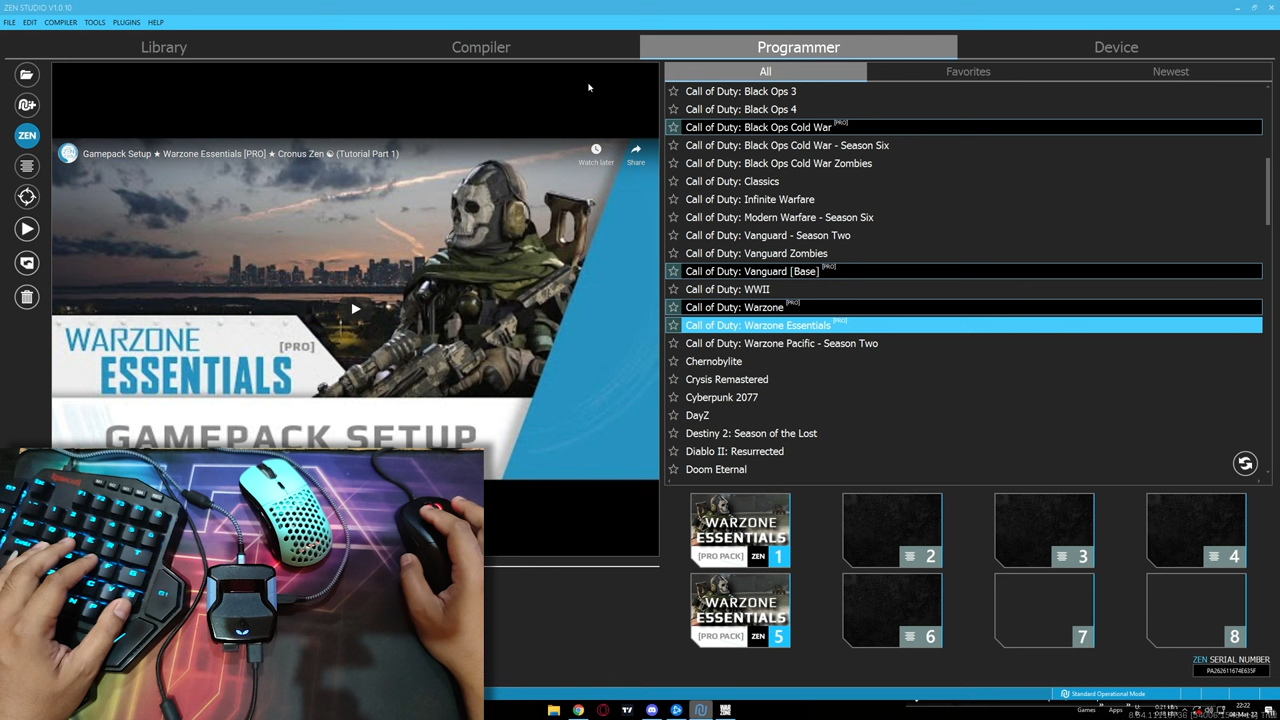 ZEN STUDIO V1.0.10
FILE EDIT COMPILER TOOLS PLUGINS HELP
Library Compiler Programmer Device
All Favorites Newest
ZEN
Gamepack Setup ★ Warzone Essentials [PRO] ★ Cronus Zen ☯ (Tutorial Part 1)
Watch later Share
WARZONE [PRO]
ESSENTIALS
GAMEPACK SETUP
Call of Duty: Black Ops 3
Call of Duty: Black Ops 4
Call of Duty: Black Ops Cold War [PRO]
Call of Duty: Black Ops Cold War - Season Six
Call of Duty: Black Ops Cold War Zombies
Call of Duty: Classics
Call of Duty: Infinite Warfare
Call of Duty: Modern Warfare - Season Six
Call of Duty: Vanguard - Season Two
Call of Duty: Vanguard Zombies
Call of Duty: Vanguard [Base] [PRO]
Call of Duty: WWII
Call of Duty: Warzone [PRO]
Call of Duty: Warzone Essentials [PRO]
Call of Duty: Warzone Pacific - Season Two
Chernobylite
Crysis Remastered
Cyberpunk 2077
DayZ
Destiny 2: Season of the Lost
Diablo II: Resurrected
Doom Eternal
WARZONE
ESSENTIALS
[PRO PACK] ZEN 1
2
3
4
WARZONE
ESSENTIALS
[PRO PACK] ZEN 5
6
7
8
ZEN SERIAL NUMBER
Standard Operational Mode
Games Apps
22:22